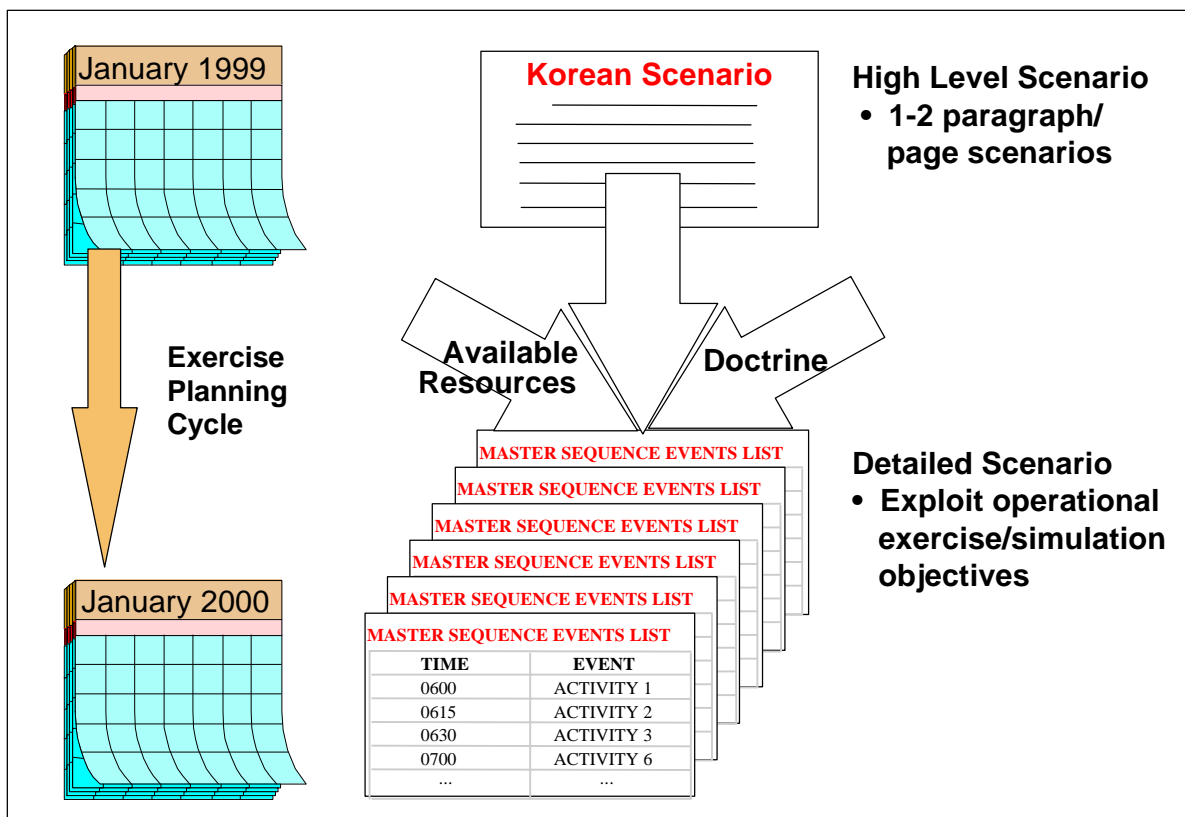 January 1999
Korean Scenario
High Level Scenario
• 1-2 paragraph/
page scenarios
Exercise
Planning
Cycle
Available
Resources
Doctrine
MASTER SEQUENCE EVENTS LIST
MASTER SEQUENCE EVENTS LIST
MASTER SEQUENCE EVENTS LIST
MASTER SEQUENCE EVENTS LIST
MASTER SEQUENCE EVENTS LIST
MASTER SEQUENCE EVENTS LIST
TIME EVENT
0600 ACTIVITY 1
0615 ACTIVITY 2
0630 ACTIVITY 3
0700 ACTIVITY 6
... ...
Detailed Scenario
• Exploit operational
exercise/simulation
objectives
January 2000